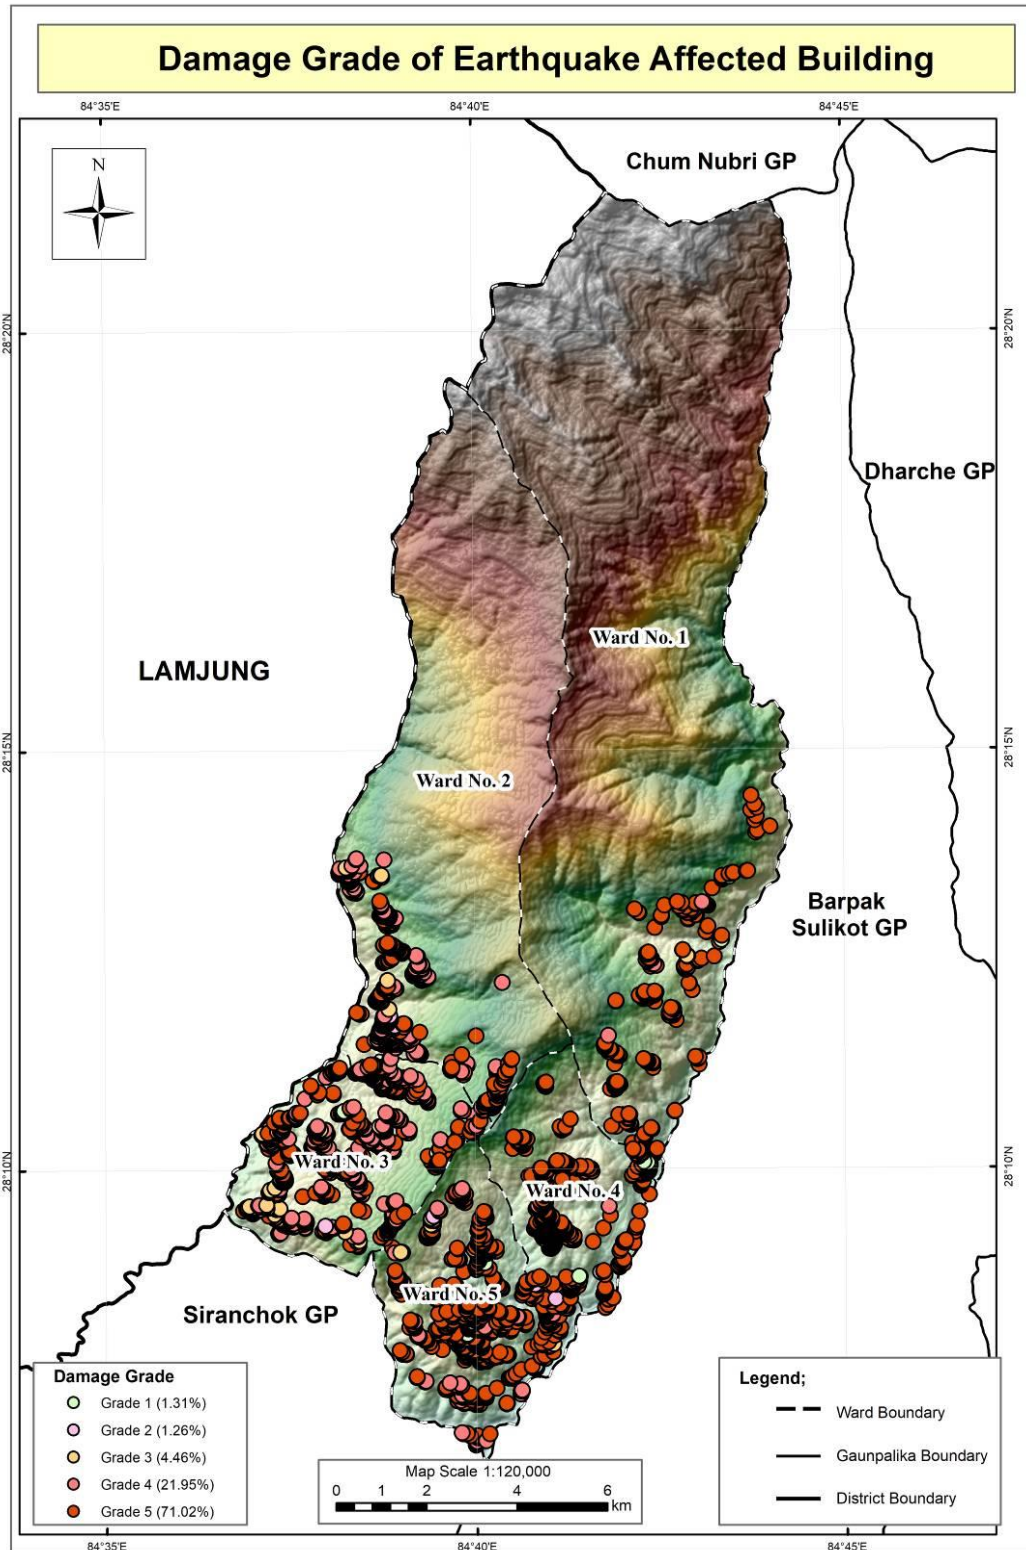 Damage Grade of Earthquake Affected Building
84°35'E
84°40'E
84°45'E
N
Chum Nubri GP
28°20'N
28°20'N
Dharche GP
Ward No. 1
LAMJUNG
28°15'N
28°15'N
Ward No. 2
Barpak
Sulikot GP
28°10'N
28°10'N
Ward No. 3
Ward No. 4
Ward No. 5
Siranchok GP
Damage Grade
Grade 1 (1.31%)
Grade 2 (1.26%)
Grade 3 (4.46%)
Grade 4 (21.95%)
Grade 5 (71.02%)
Map Scale 1:120,000
0 1 2 4 6
km
Legend;
Ward Boundary
Gaunpalika Boundary
District Boundary
84°35'E
84°40'E
84°45'E